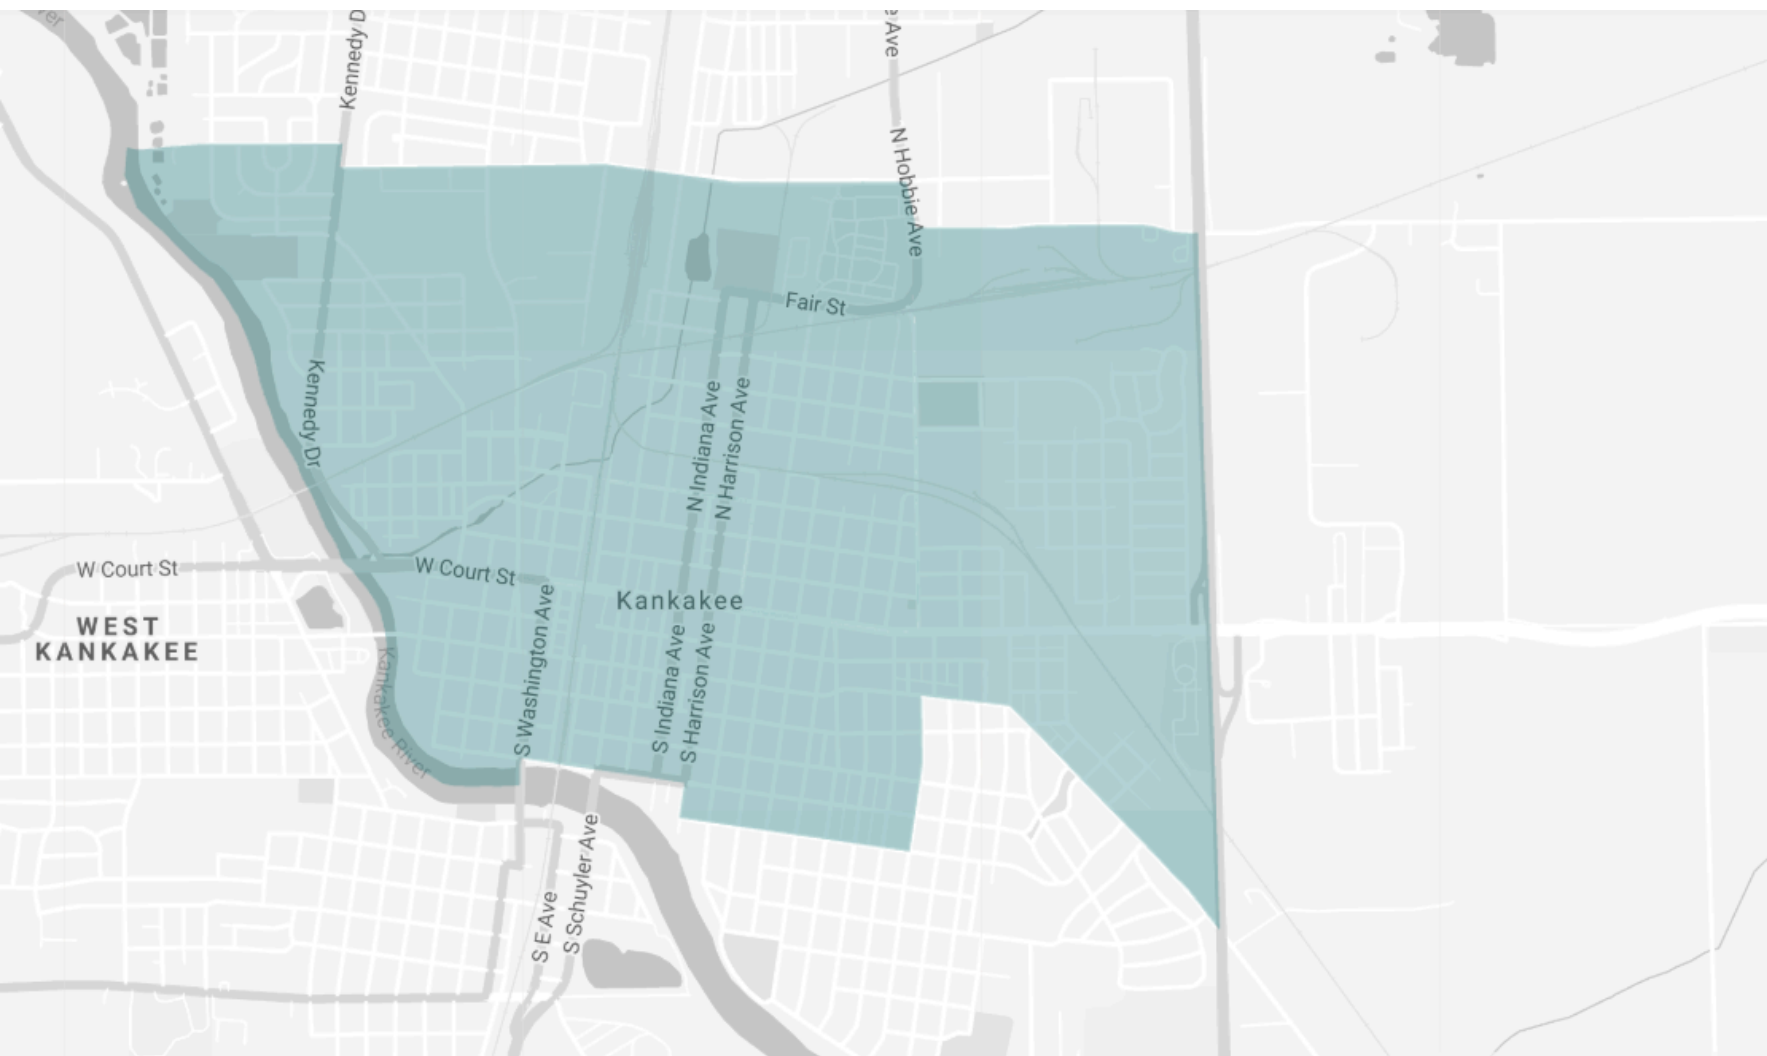 Kennedy D
Ave
N Hobbie Ave
Fair St
Kennedy Dr
N Indiana Ave
N Harrison Ave
W Court St
W Court St
Kankakee
WEST
KANKAKEE
S Washington Ave
S Indiana Ave
S Harrison Ave
Kankakee River
S Schuyler Ave
S E Ave